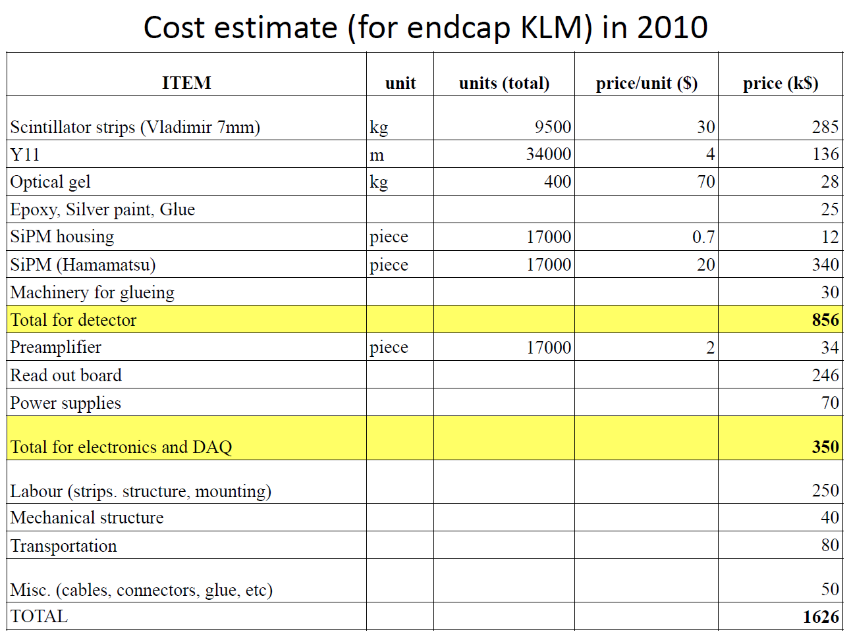 Cost estimate (for endcap KLM) in 2010
ITEM unit units (total) price/unit ($) price (k$)
Scintillator strips (Vladimir 7mm) kg 9500 30 285
Y11 m 34000 4 136
Optical gel kg 400 70 28
Epoxy, Silver paint, Glue 25
SiPM housing piece 17000 0.7 12
SiPM (Hamamatsu) piece 17000 20 340
Machinery for glueing 30
Total for detector 856
Preamplifier piece 17000 2 34
Read out board 246
Power supplies 70
Total for electronics and DAQ 350
Labour (strips. structure, mounting) 250
Mechanical structure 40
Transportation 80
Misc. (cables, connectors, glue, etc) 50
TOTAL 1626